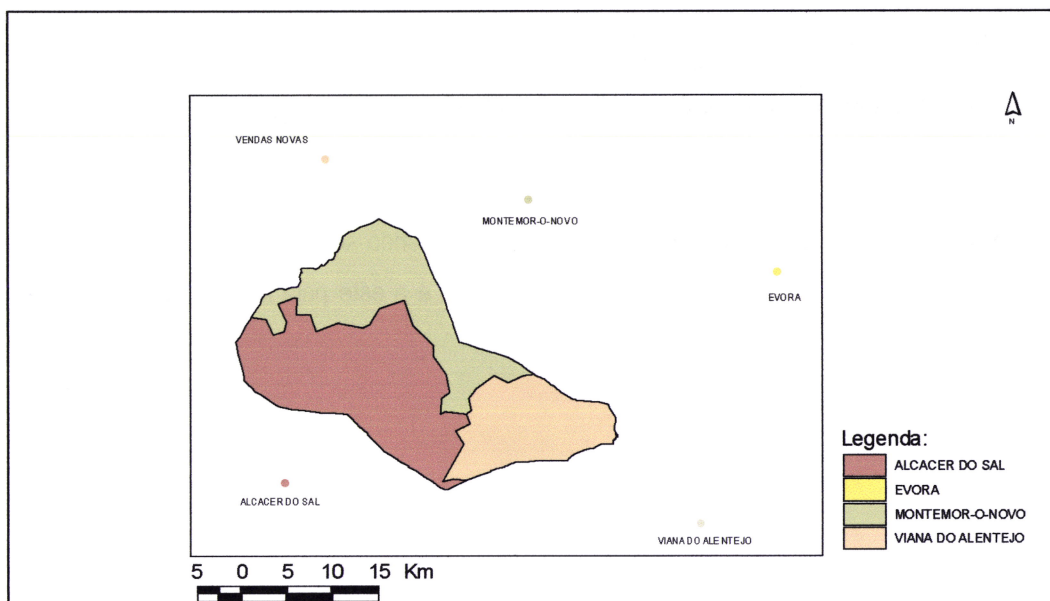 VENDAS NOVAS
N
MONTEMOR-O-NOVO
EVORA
ALCACER DO SAL
VIANA DO ALENTEJO
Legenda:
ALCACER DO SAL
EVORA
MONTEMOR-O-NOVO
VIANA DO ALENTEJO
5 0 5 10 15 Km